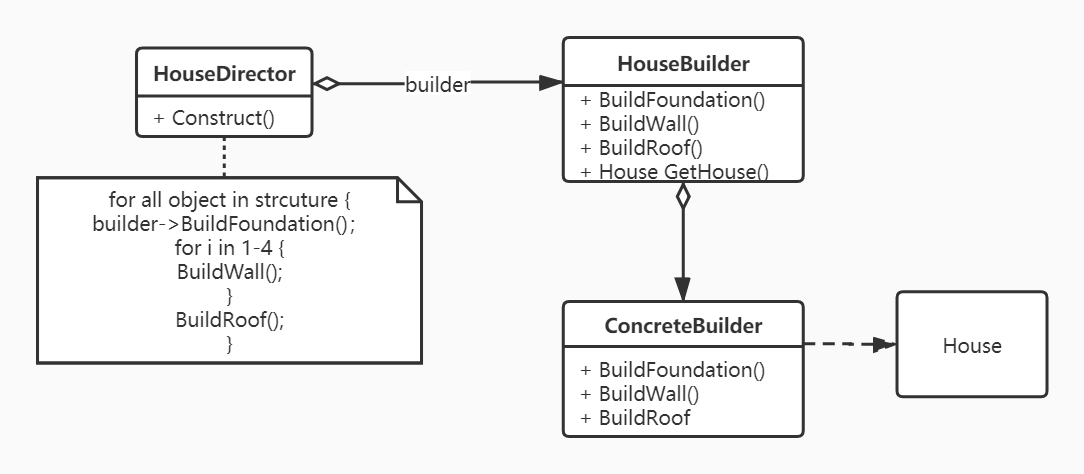 HouseDirector
+ Construct()
builder
HouseBuilder
+ BuildFoundation()
+ BuildWall()
+ BuildRoof()
+ House GetHouse()
for all object in strcuture {
builder->BuildFoundation();
for i in 1-4 {
BuildWall();
}
BuildRoof();
}
ConcreteBuilder
+ BuildFoundation()
+ BuildWall()
+ BuildRoof
House